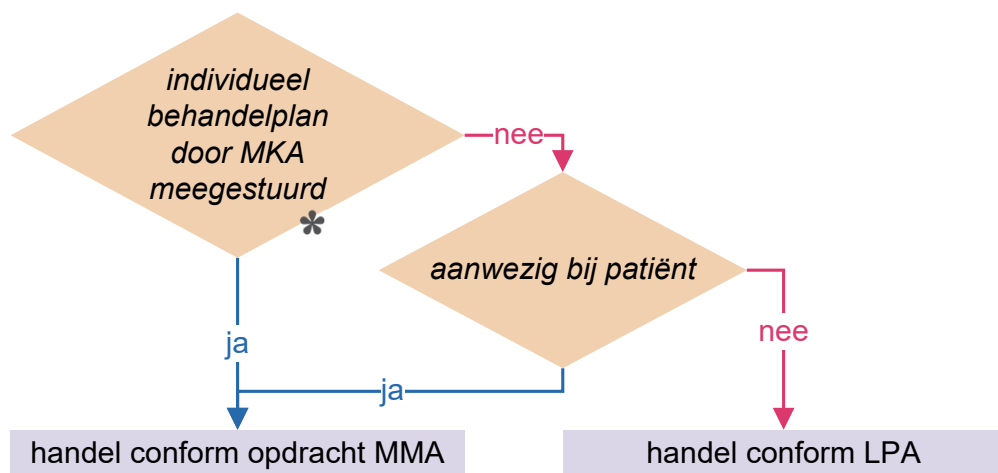 individueel
behandelplan
door MKA
meegestuurd
*
nee
aanwezig bij patiënt
ja
nee
ja
handel conform opdracht MMA
handel conform LPA